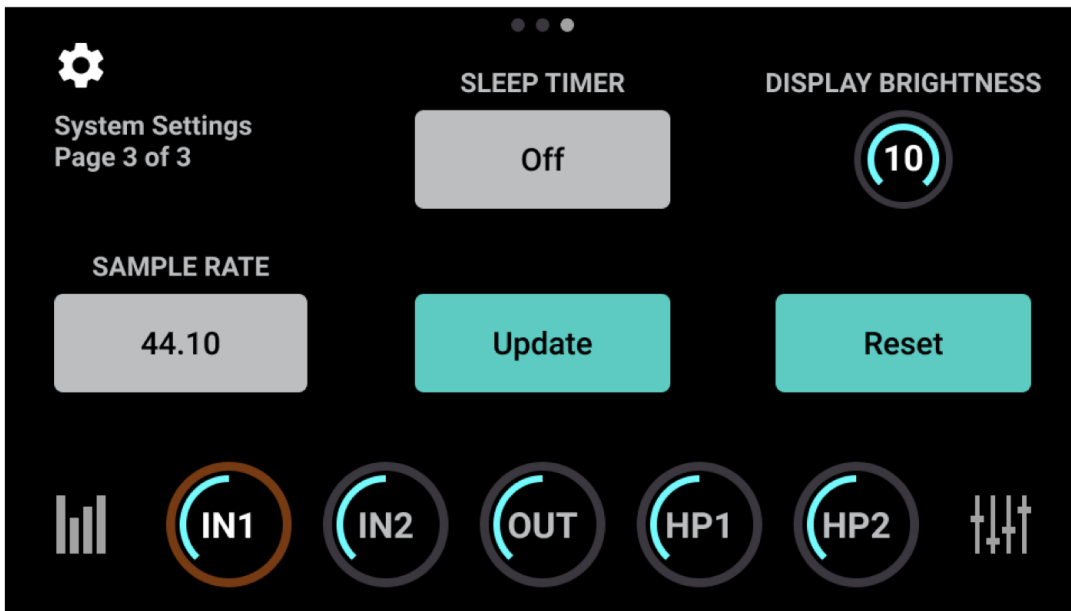 System Settings
Page 3 of 3
SLEEP TIMER
Off
DISPLAY BRIGHTNESS
10
SAMPLE RATE
44.10
Update
Reset
IN1
IN2
OUT
HP1
HP2